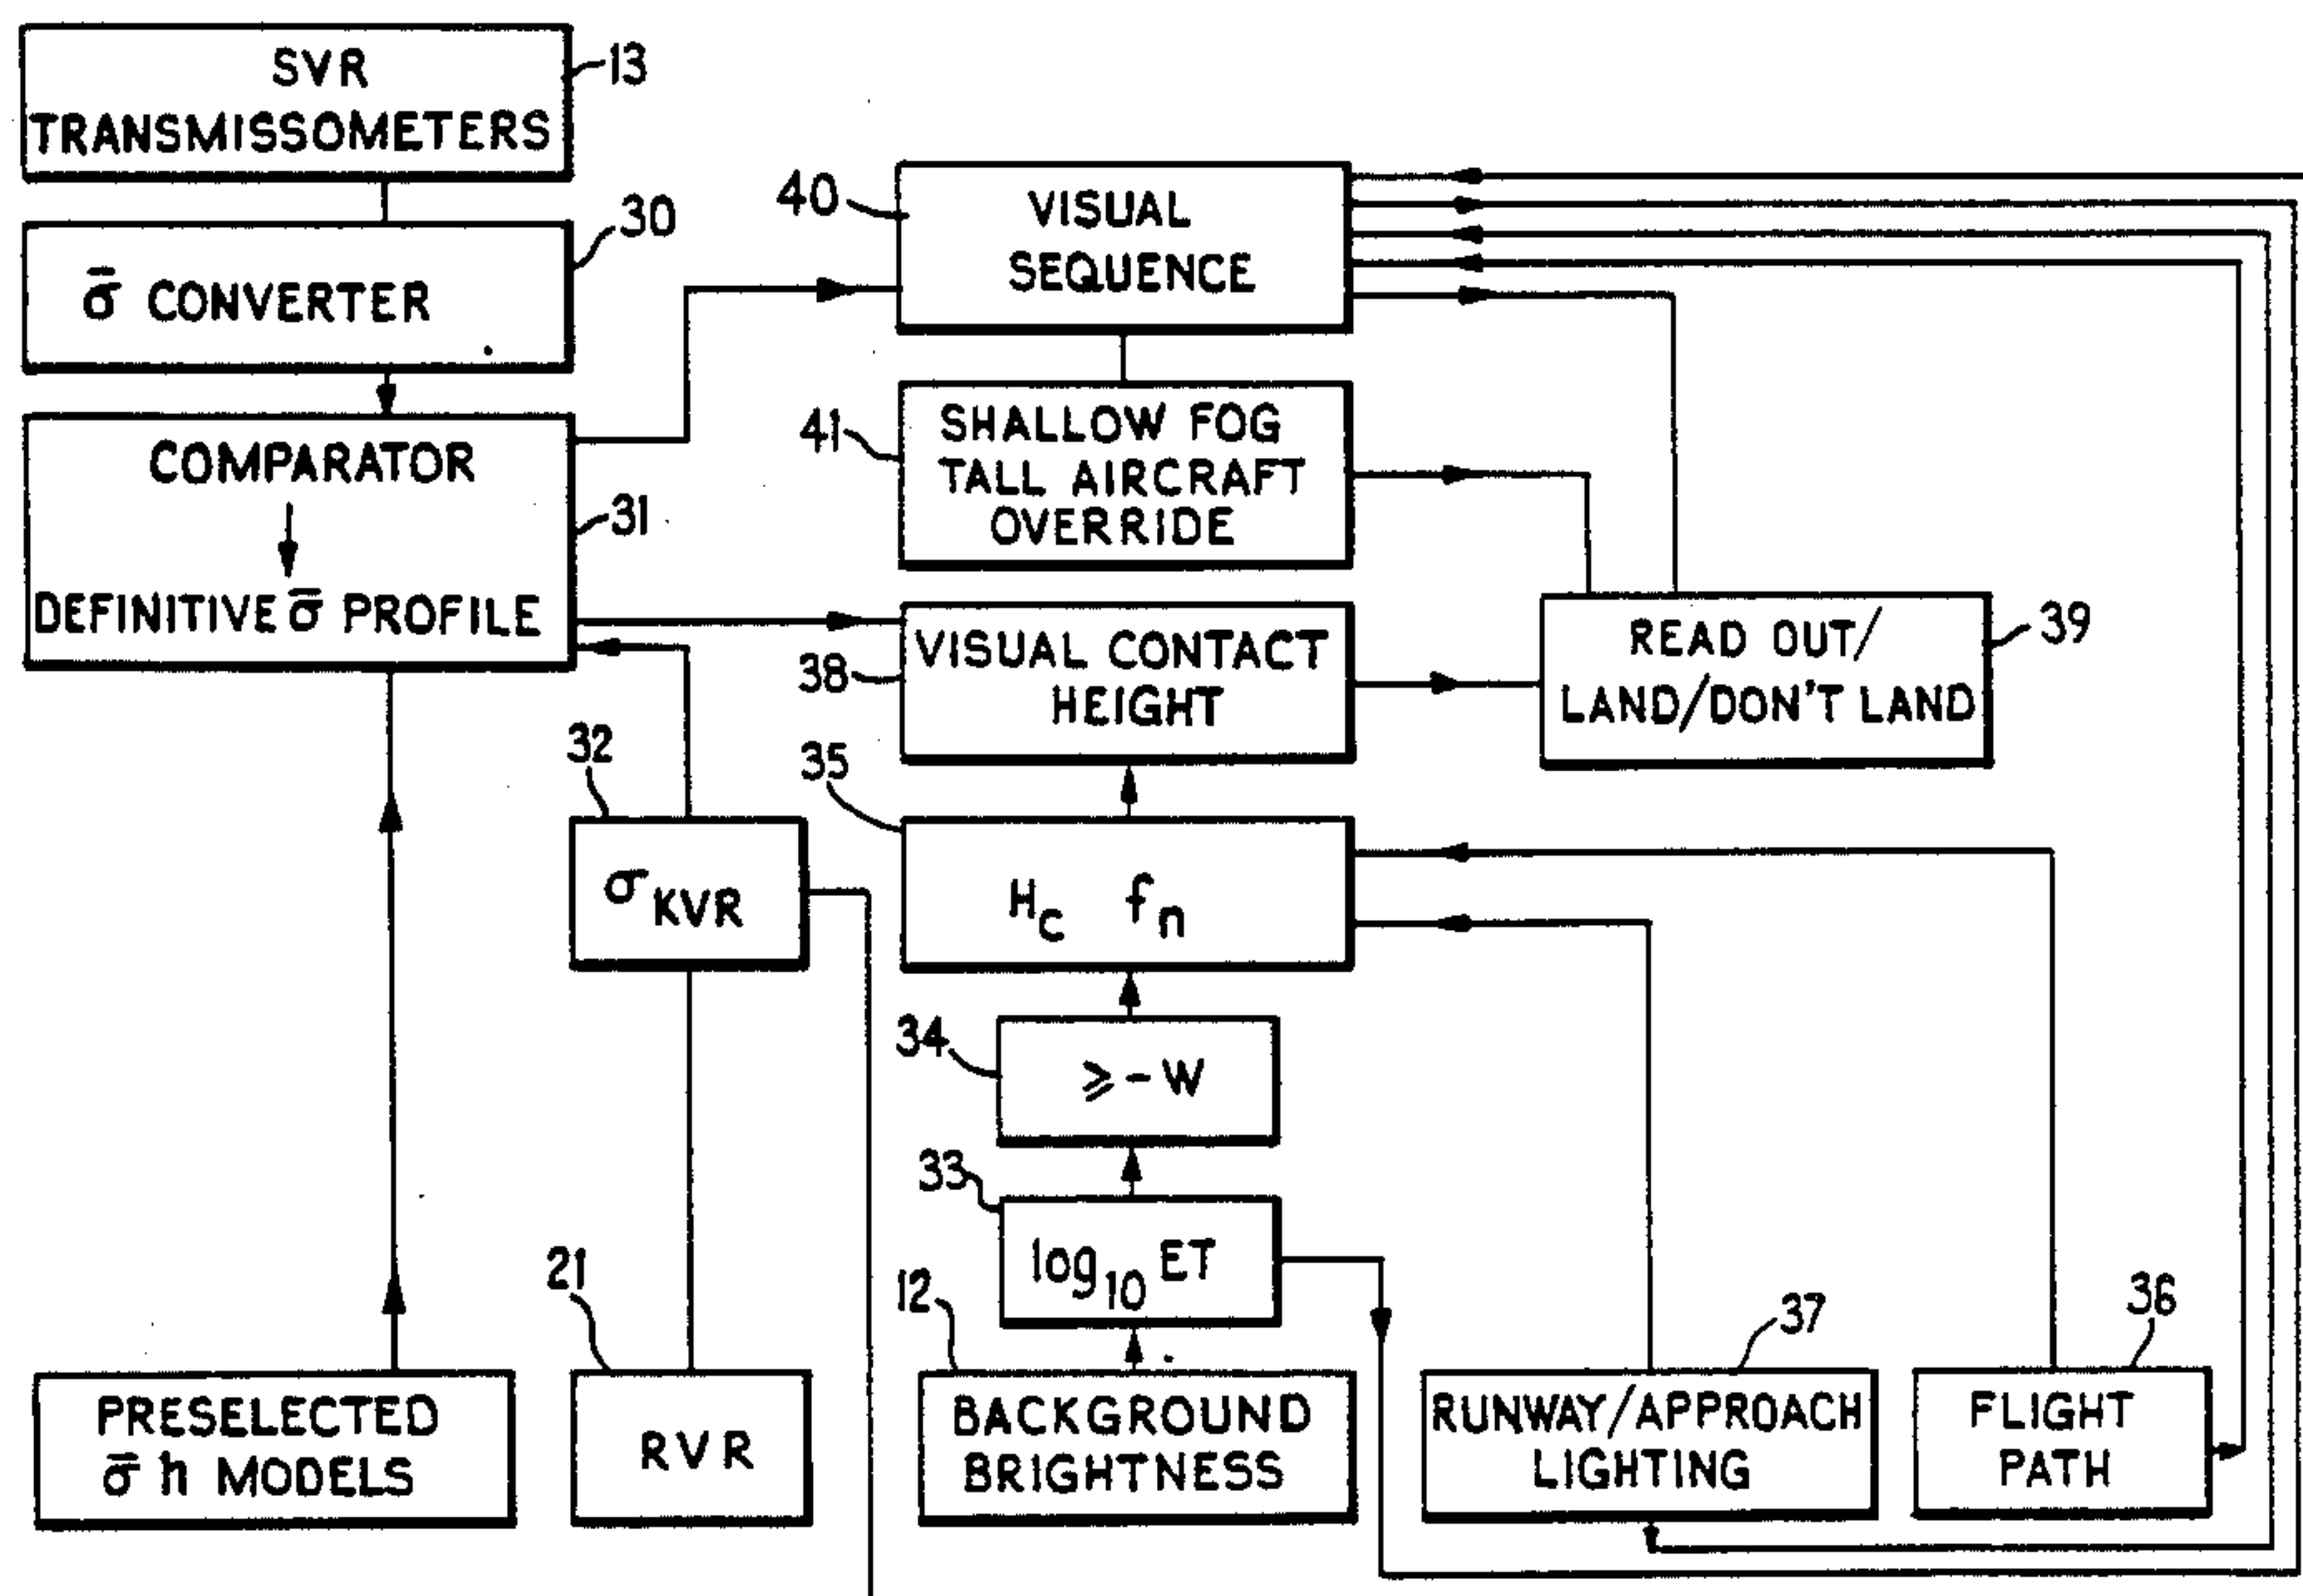 SVR
TRANSMISSOMETERS
13
σ̄ CONVERTER
30
COMPARATOR
DEFINITIVE σ̄ PROFILE
31
40
VISUAL
SEQUENCE
41
SHALLOW FOG
TALL AIRCRAFT
OVERRIDE
38
VISUAL CONTACT
HEIGHT
READ OUT/
LAND/DON'T LAND
39
32
σ KVR
35
Hc fn
34
≥ - W
33
log10 ET
PRESELECTED
σ̄ h MODELS
21
RVR
12
BACKGROUND
BRIGHTNESS
37
RUNWAY/APPROACH
LIGHTING
36
FLIGHT
PATH